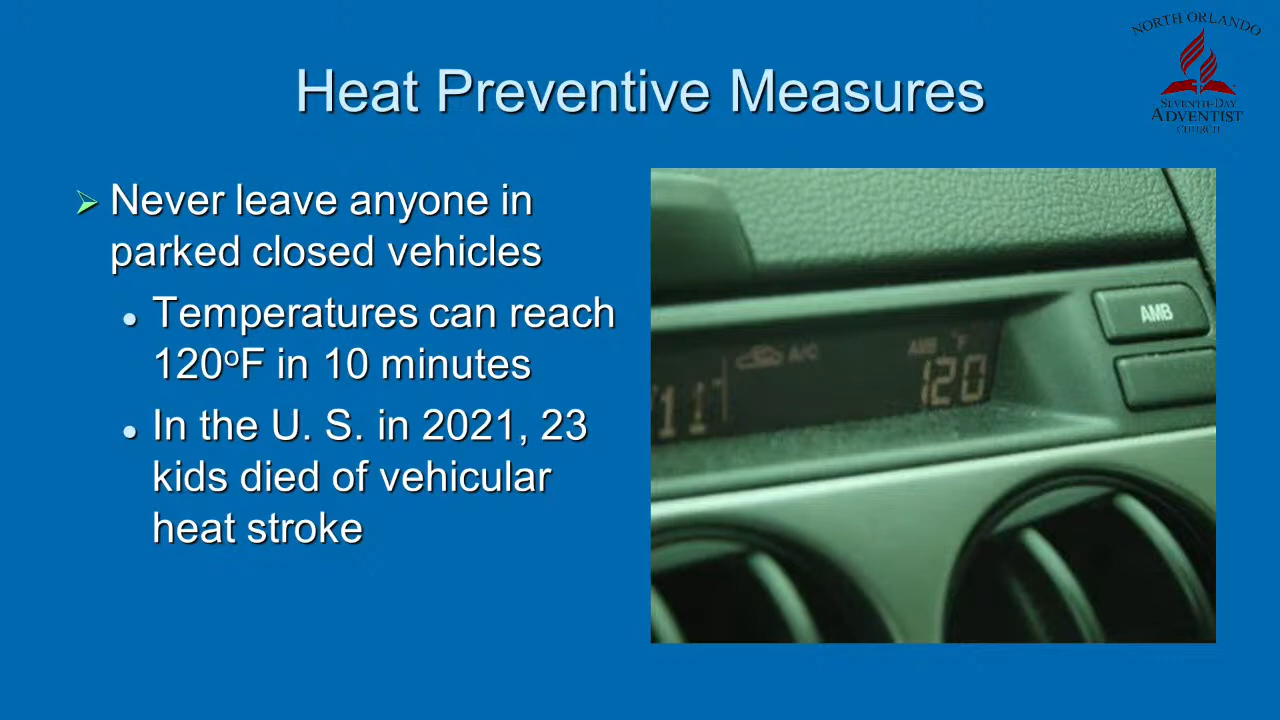 NORTH ORLANDO
SEVENTH-DAY
ADVENTIST
CHURCH
Heat Preventive Measures
Never leave anyone in
parked closed vehicles
Temperatures can reach
120ºF in 10 minutes
In the U. S. in 2021, 23
kids died of vehicular
heat stroke
AMB
A/C
AMB °F
120